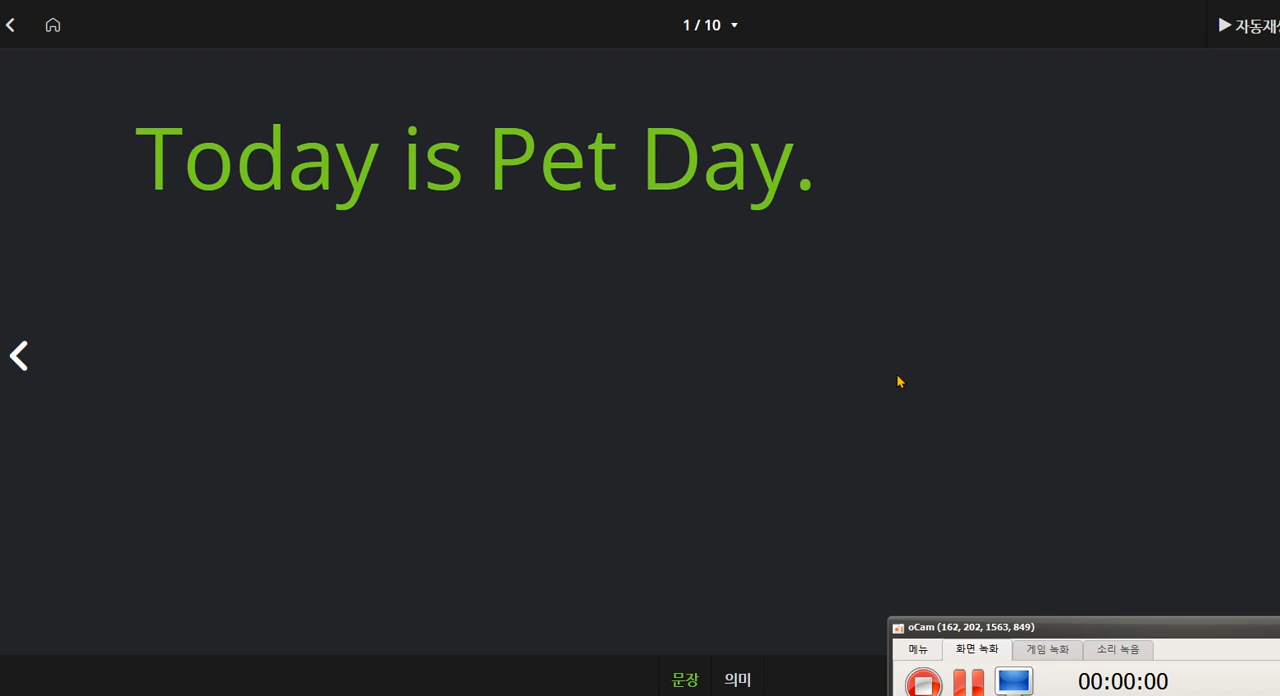 1 / 10
자동재생
Today is Pet Day.
문장
의미
oCam (162, 202, 1563, 849)
메뉴
화면 녹화
게임 녹화
소리 녹음
00:00:00